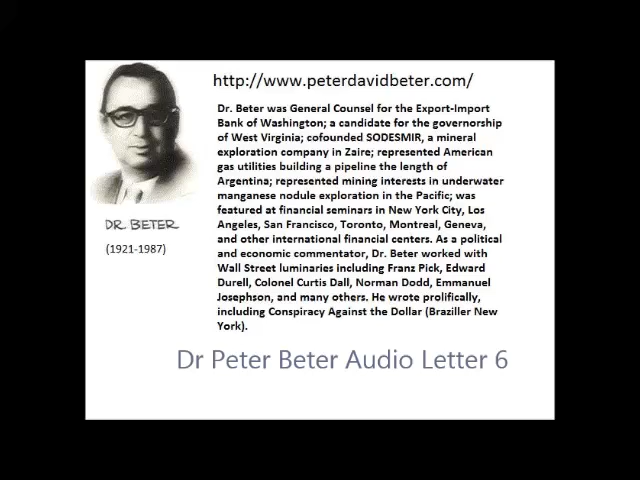 http://www.peterdavidbeter.com/
Dr. Beter was General Counsel for the Export-Import
Bank of Washington; a candidate for the governorship
of West Virginia; cofounded SODESMIR, a mineral
exploration company in Zaire; represented American
gas utilities building a pipeline the length of
Argentina; represented mining interests in underwater
manganese nodule exploration in the Pacific; was
featured at financial seminars in New York City, Los
Angeles, San Francisco, Toronto, Montreal, Geneva,
and other international financial centers. As a political
and economic commentator, Dr. Beter worked with
Wall Street luminaries including Franz Pick, Edward
Durell, Colonel Curtis Dall, Norman Dodd, Emmanuel
Josephson, and many others. He wrote prolifically,
including Conspiracy Against the Dollar (Braziller New
York).
DR. BETER
(1921-1987)
Dr Peter Beter Audio Letter 6